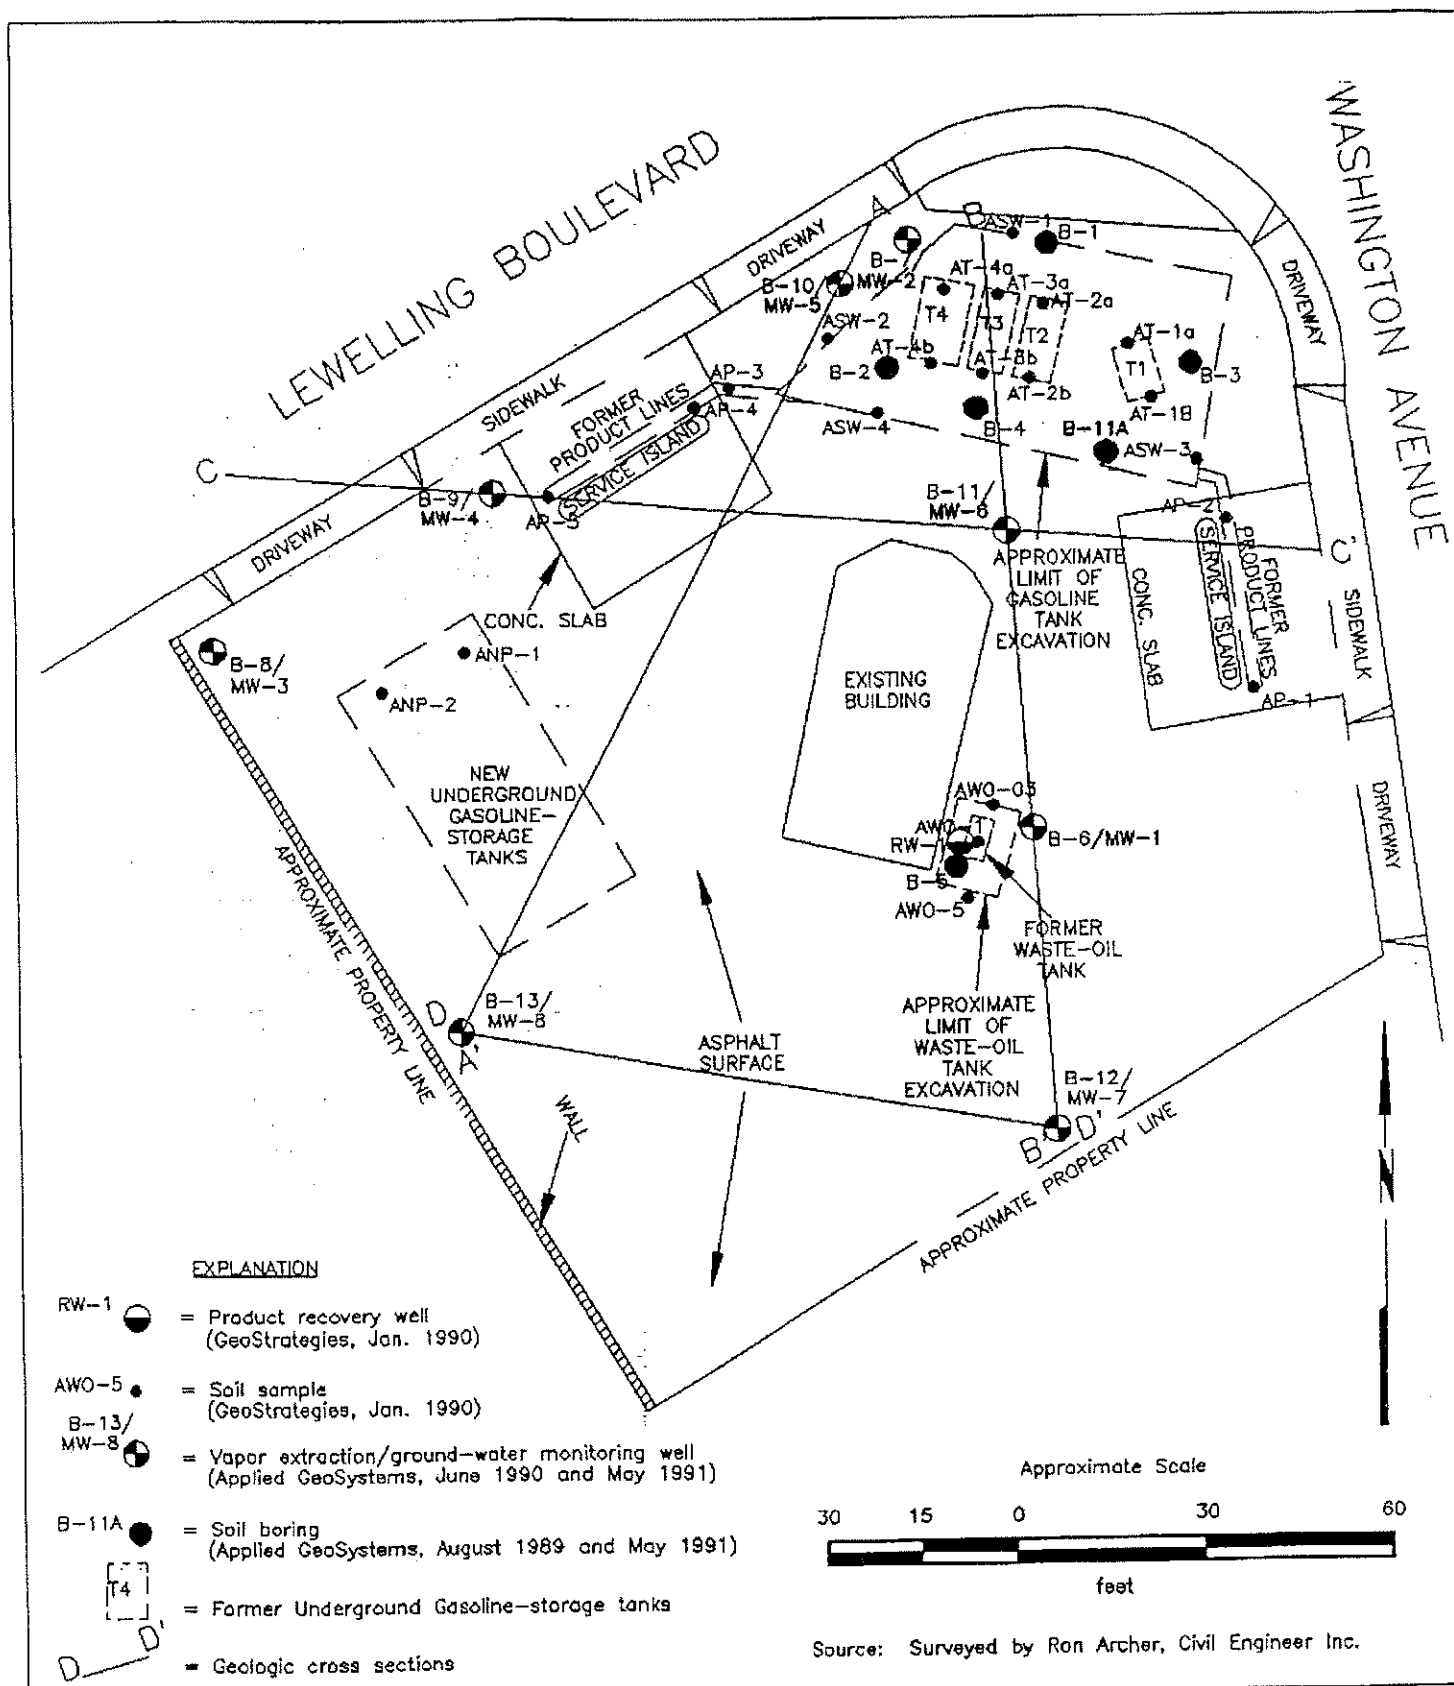 LEWELLING BOULEVARD
WASHINGTON AVENUE
DRIVEWAY
SIDEWALK
DRIVEWAY
DRIVEWAY
SIDEWALK
DRIVEWAY
A
B
ASW-1
B-1
B-
MW-2
B-10
MW-5
ASW-2
AT-4a
AT-3a
AT-2a
T4
T3
T2
AT-4b
AT-2b
B-2
AT-1a
T1
AT-1B
B-3
AP-3
AP-4
FORMER
PRODUCT LINES
SERVICE ISLAND
ASW-4
B-4
B-11A
ASW-3
C
B-9/
MW-4
B-11/
MW-6
AP-2
C'
APPROXIMATE
LIMIT OF
GASOLINE
TANK
EXCAVATION
CONC. SLAB
FORMER
PRODUCT LINES
SERVICE ISLAND
AP-1
CONC. SLAB
B-8/
MW-3
ANP-1
ANP-2
EXISTING
BUILDING
NEW
UNDERGROUND
GASOLINE-
STORAGE
TANKS
AWO-03
RW-
B-6/MW-1
B-5
AWO-5
FORMER
WASTE-OIL
TANK
APPROXIMATE
LIMIT OF
WASTE-OIL
TANK
EXCAVATION
APPROXIMATE PROPERTY LINE
D
B-13/
MW-8
A'
ASPHALT
SURFACE
WALL
B-12/
MW-7
B'
D'
APPROXIMATE PROPERTY LINE
N
EXPLANATION
RW-1 = Product recovery well
(GeoStrategies, Jan. 1990)
AWO-5 = Soil sample
(GeoStrategies, Jan. 1990)
B-13/
MW-8 = Vapor extraction/ground-water monitoring well
(Applied GeoSystems, June 1990 and May 1991)
B-11A = Soil boring
(Applied GeoSystems, August 1989 and May 1991)
T4 = Former Underground Gasoline-storage tanks
D D' = Geologic cross sections
Approximate Scale
30 15 0 30 60
feet
Source: Surveyed by Ron Archer, Civil Engineer Inc.